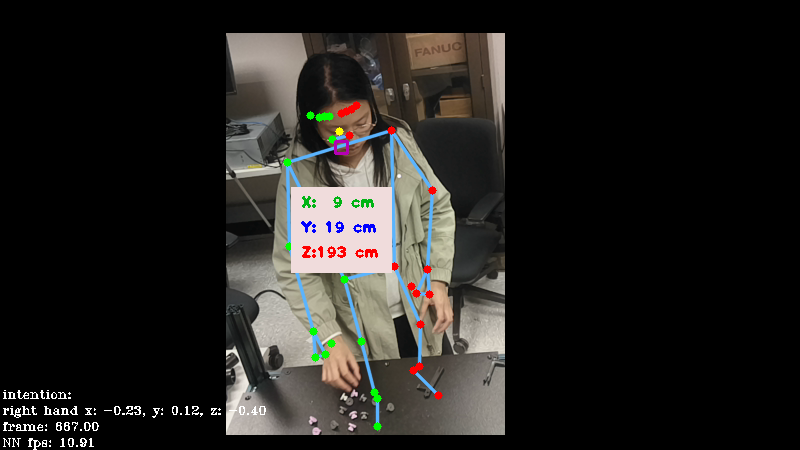 FANUC
X: 9 cm
Y: 19 cm
Z:193 cm
intention:
right hand x: -0.23, y: 0.12, z: -0.40
frame: 667.00
NN fps: 10.91